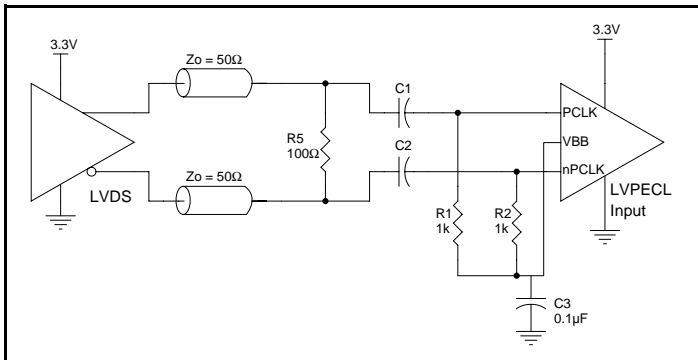 3.3V
Zo = 50Ω
3.3V
C1
PCLK
R5
100Ω
VBB
C2
Zo = 50Ω
nPCLK
LVDS
LVPECL
Input
R1
1k
R2
1k
C3
0.1µF